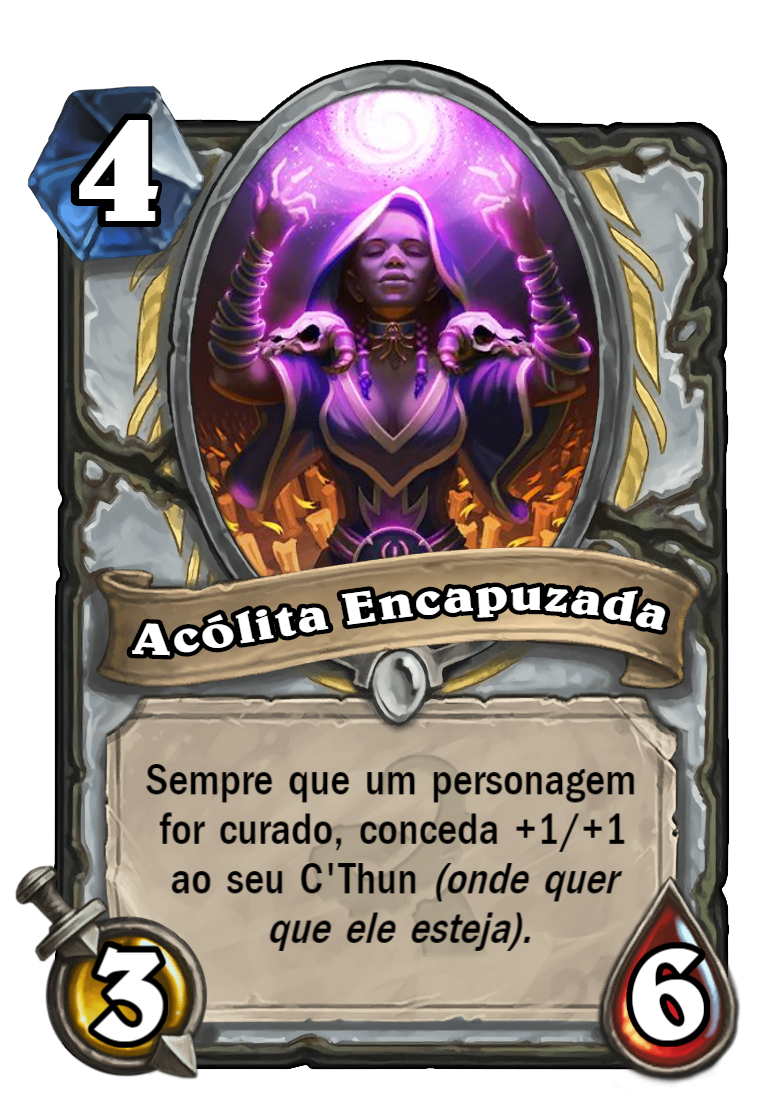 4
Acólita Encapuzada
Sempre que um personagem
for curado, conceda +1/+1
ao seu C'Thun (onde quer
que ele esteja).
3
6